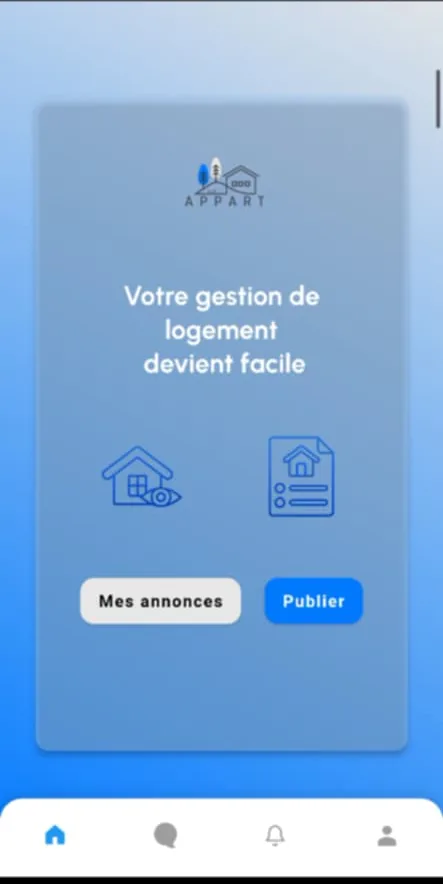 APPART
Votre gestion de
logement
devient facile
Mes annonces
Publier